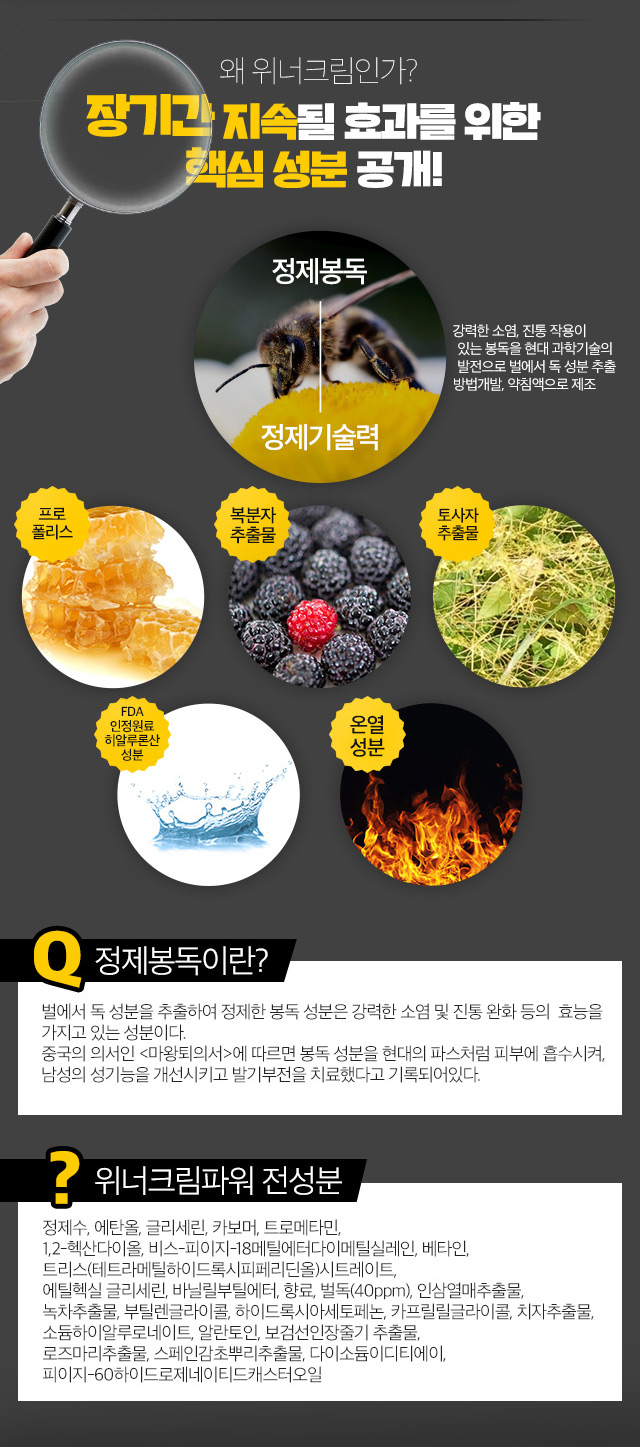 왜 위너크림인가?
장기간 지속될 효과를 위한
핵심 성분 공개!
정제봉독
정제기술력
강력한 소염, 진통 작용이
있는 봉독을 현대 과학기술의
발전으로 벌에서 독 성분 추출
방법개발, 약침액으로 제조
프로
폴리스
복분자
추출물
토사자
추출물
FDA
인정원료
히알루론산
성분
온열
성분
Q 정제봉독이란?
벌에서 독 성분을 추출하여 정제한 봉독 성분은 강력한 소염 및 진통 완화 등의 효능을
가지고 있는 성분이다.
중국의 의서인 <마왕퇴의서>에 따르면 봉독 성분을 현대의 파스처럼 피부에 흡수시켜,
남성의 성기능을 개선시키고 발기부전을 치료했다고 기록되어있다.
? 위너크림파워 전성분
정제수, 에탄올, 글리세린, 카보머, 트로메타민,
1,2-헥산다이올, 비스-피이지-18메틸에터다이메틸실레인, 베타인,
트리스(테트라메틸하이드록시피페리딘올)시트레이트,
에틸헥실 글리세린, 바닐릴부틸에터, 향료, 벌독(40ppm), 인삼열매추출물,
녹차추출물, 부틸렌글라이콜, 하이드록시아세토페논, 카프릴릴글라이콜, 치자추출물,
소듐하이알루로네이트, 알란토인, 보검선인장줄기 추출물,
로즈마리추출물, 스페인감초뿌리추출물, 다이소듐이디티에이,
피이지-60하이드로제네이티드캐스터오일